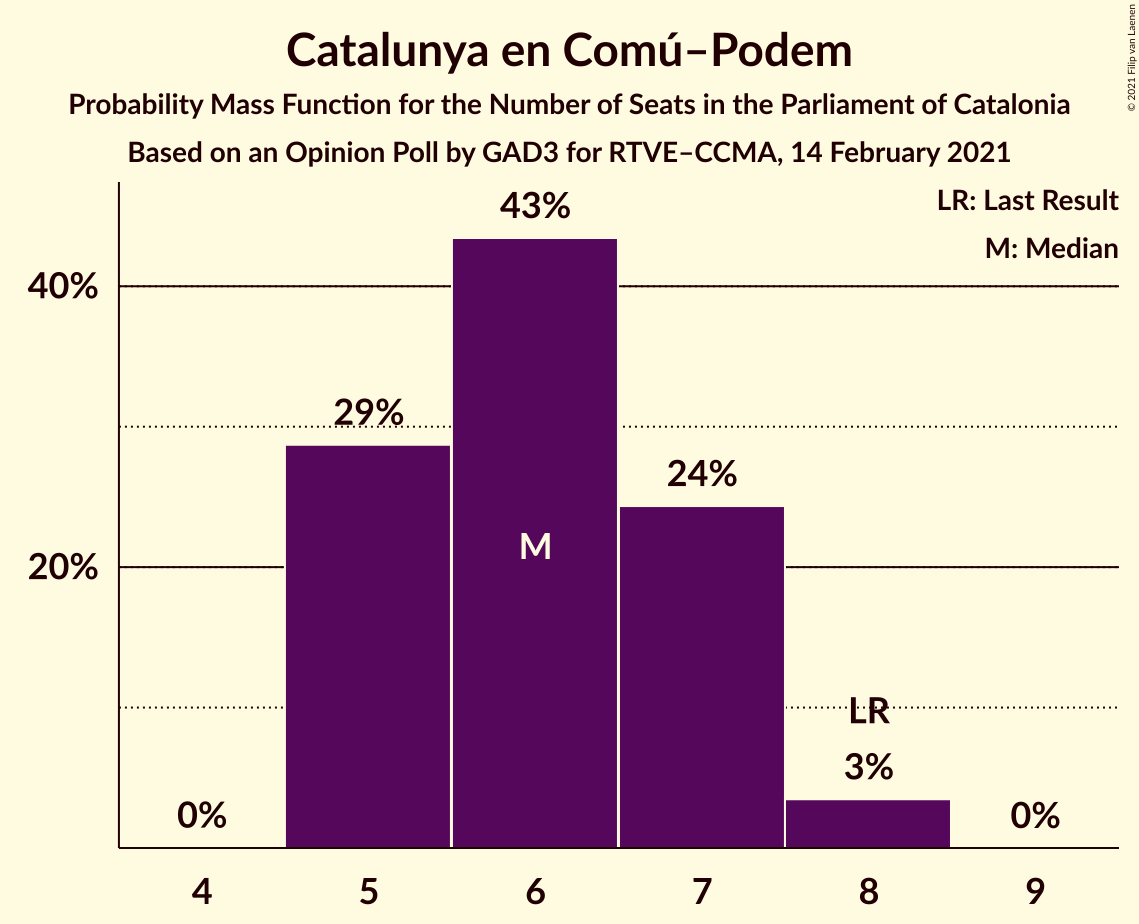 Catalunya en Comú–Podem
Probability Mass Function for the Number of Seats in the Parliament of Catalonia
Based on an Opinion Poll by GAD3 for RTVE–CCMA, 14 February 2021
© 2021 Filip van Laenen
LR: Last Result
M: Median
43%
40%
29%
24%
M
20%
LR
3%
0%
0%
4 5 6 7 8 9